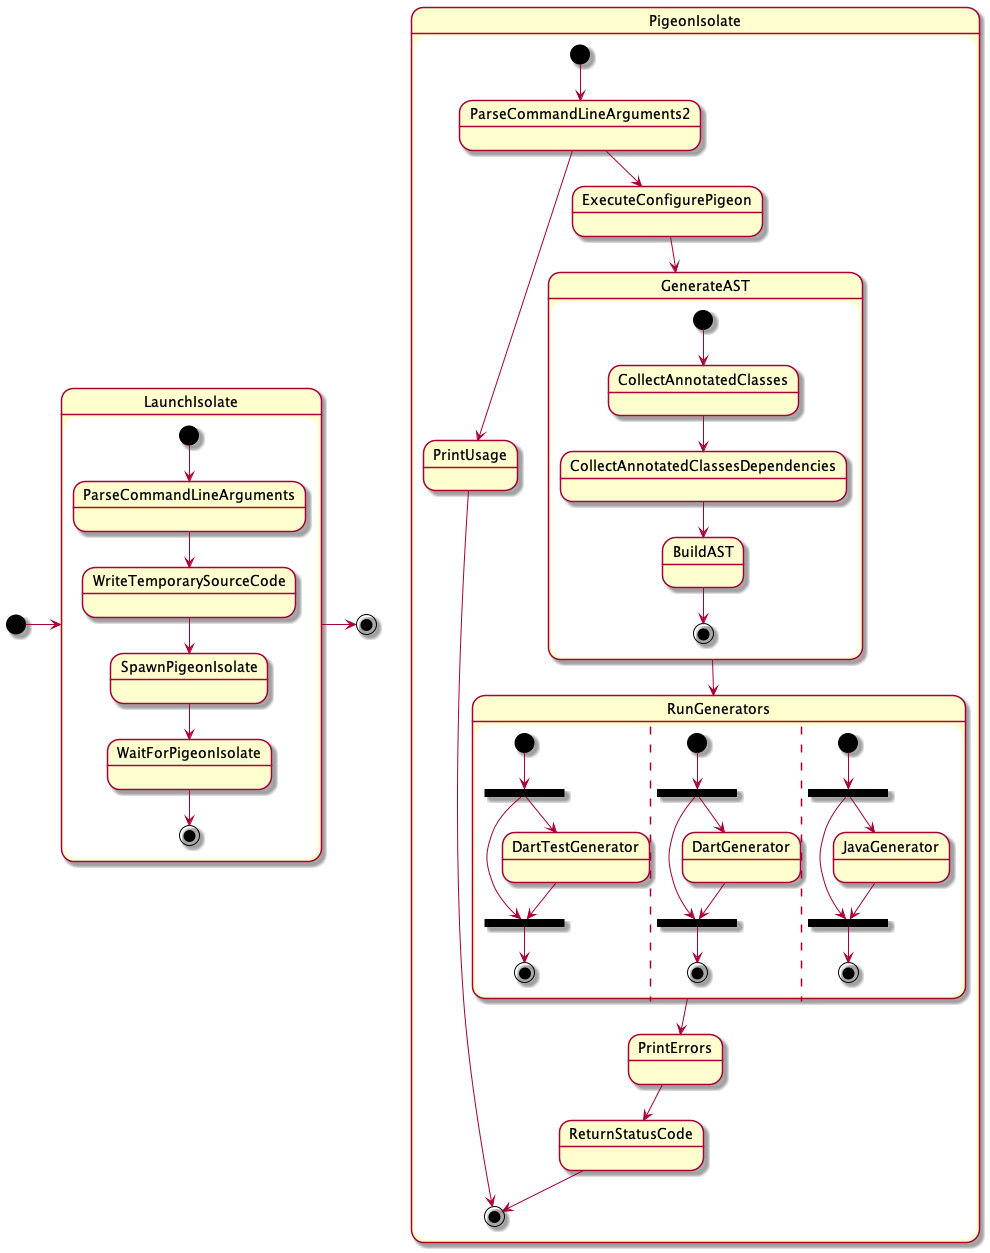 LaunchIsolate
ParseCommandLineArguments
WriteTemporarySourceCode
SpawnPigeonIsolate
WaitForPigeonIsolate
PigeonIsolate
ParseCommandLineArguments2
ExecuteConfigurePigeon
GenerateAST
CollectAnnotatedClasses
PrintUsage
CollectAnnotatedClassesDependencies
BuildAST
RunGenerators
DartTestGenerator
DartGenerator
JavaGenerator
PrintErrors
ReturnStatusCode